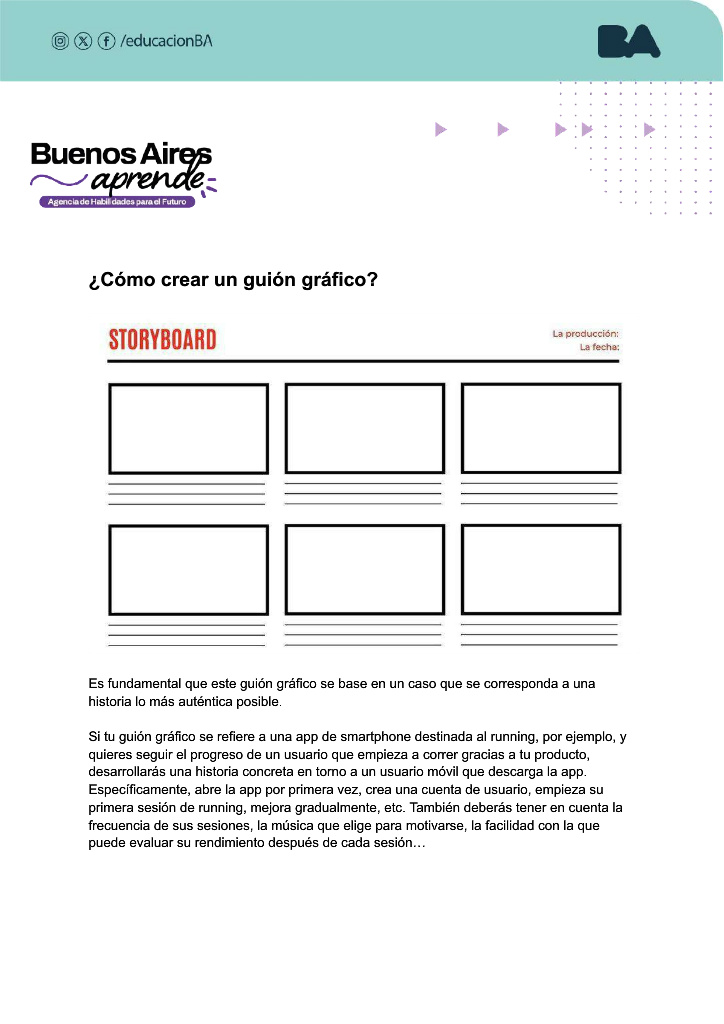 /educacionBA
BA
Buenos Aires
aprende
Agencia de Habilidades para el Futuro
¿Cómo crear un guión gráfico?
STORYBOARD
La producción:
La fecha:
Es fundamental que este guión gráfico se base en un caso que se corresponda a una
historia lo más auténtica posible.
Si tu guión gráfico se refiere a una app de smartphone destinada al running, por ejemplo, y
quieres seguir el progreso de un usuario que empieza a correr gracias a tu producto,
desarrollarás una historia concreta en torno a un usuario móvil que descarga la app.
Específicamente, abre la app por primera vez, crea una cuenta de usuario, empieza su
primera sesión de running, mejora gradualmente, etc. También deberás tener en cuenta la
frecuencia de sus sesiones, la música que elige para motivarse, la facilidad con la que
puede evaluar su rendimiento después de cada sesión…